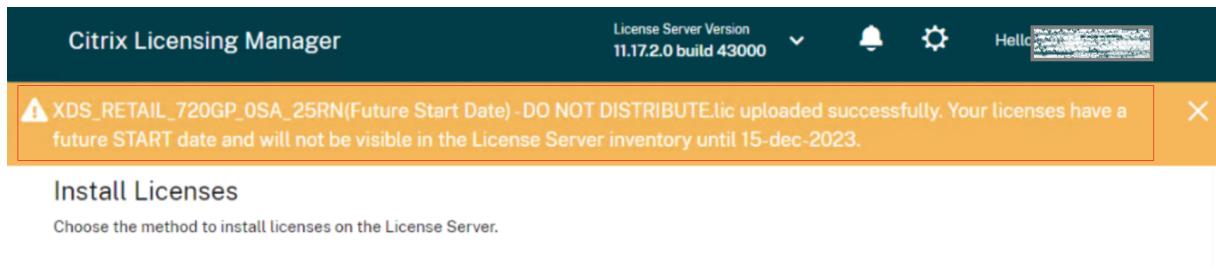 Citrix Licensing Manager
License Server Version
11.17.2.0 build 43000
Hello
XDS_RETAIL_720GP_0SA_25RN(Future Start Date) - DO NOT DISTRIBUTE.lic uploaded successfully. Your licenses have a
future START date and will not be visible in the License Server inventory until 15-dec-2023.
Install Licenses
Choose the method to install licenses on the License Server.